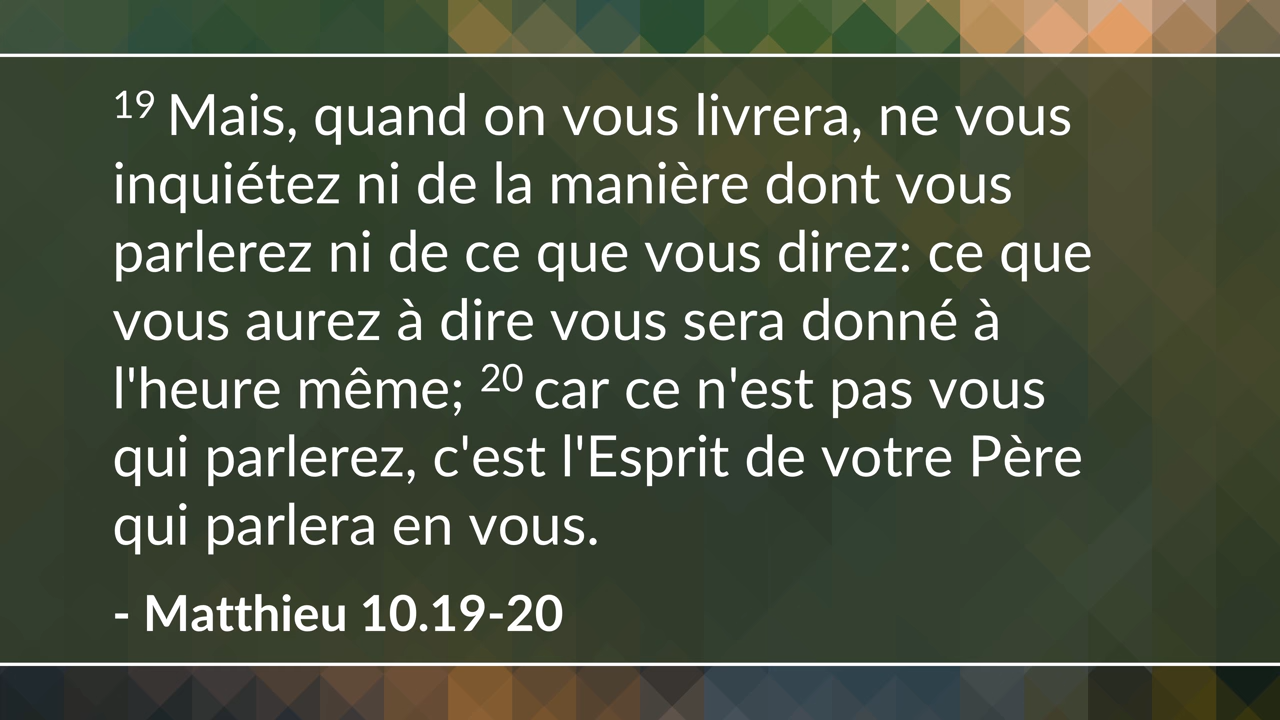 19 Mais, quand on vous livrera, ne vous
inquiétez ni de la manière dont vous
parlerez ni de ce que vous direz: ce que
vous aurez à dire vous sera donné à
l'heure même; 20 car ce n'est pas vous
qui parlerez, c'est l'Esprit de votre Père
qui parlera en vous.
- Matthieu 10.19-20